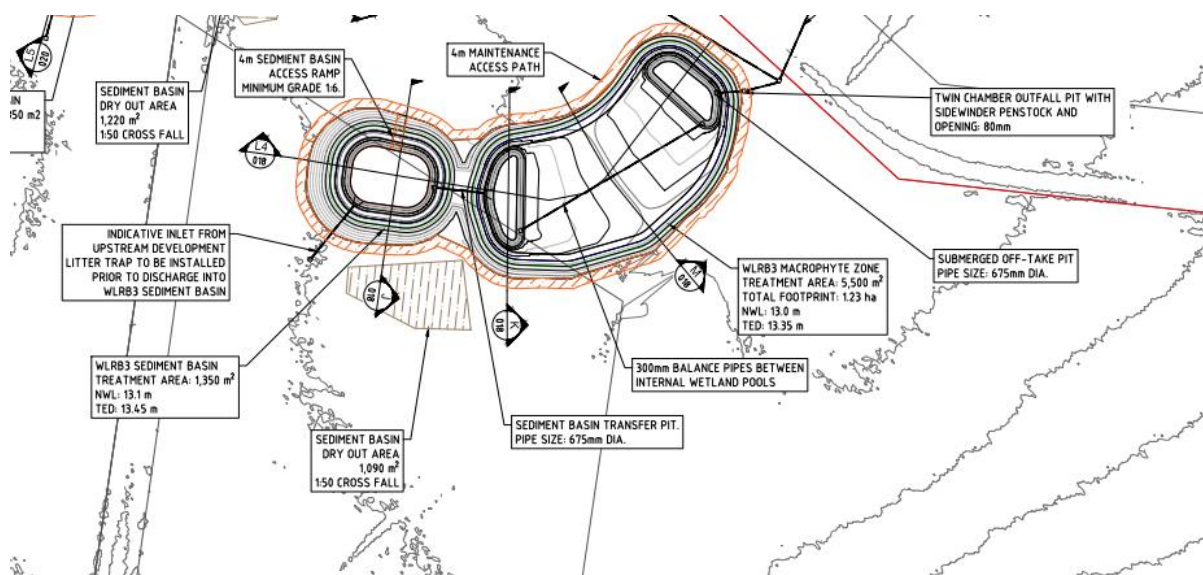 L5
020
SEDIMENT BASIN
DRY OUT AREA
1,220 m²
1:50 CROSS FALL
4m SEDIMENT BASIN
ACCESS RAMP
MINIMUM GRADE 1:6.
4m MAINTENANCE
ACCESS PATH
TWIN CHAMBER OUTFALL PIT WITH
SIDEWINDER PENSTOCK AND
OPENING: 80mm
L4
018
INDICATIVE INLET FROM
UPSTREAM DEVELOPMENT
LITTER TRAP TO BE INSTALLED
PRIOR TO DISCHARGE INTO
WLRB3 SEDIMENT BASIN
J
018
K
018
M
018
WLRB3 MACROPHYTE ZONE
TREATMENT AREA: 5,500 m²
TOTAL FOOTPRINT: 1.23 ha
NWL: 13.0 m
TED: 13.35 m
SUBMERGED OFF-TAKE PIT
PIPE SIZE: 675mm DIA.
WLRB3 SEDIMENT BASIN
TREATMENT AREA: 1,350 m²
NWL: 13.1 m
TED: 13.45 m
300mm BALANCE PIPES BETWEEN
INTERNAL WETLAND POOLS
SEDIMENT BASIN TRANSFER PIT.
PIPE SIZE: 675mm DIA.
SEDIMENT BASIN
DRY OUT AREA
1,090 m²
1:50 CROSS FALL